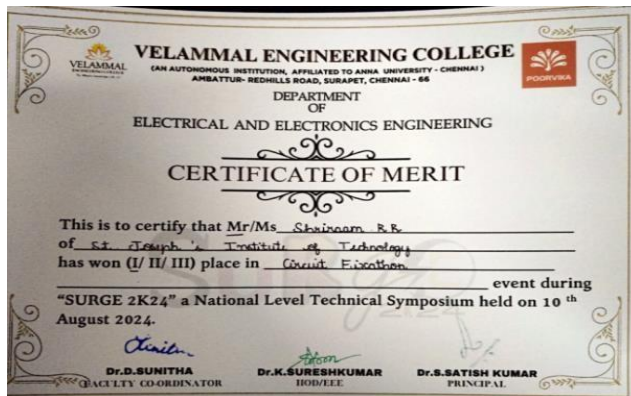 VELAMMAL ENGINEERING COLLEGE
VELAMMAL
(AN AUTONOMOUS INSTITUTION, AFFILIATED TO ANNA UNIVERSITY - CHENNAI)
POORVIKA
AMBATTUR- REDHILLS ROAD, SURAPET, CHENNAI - 66
DEPARTMENT
OF
ELECTRICAL AND ELECTRONICS ENGINEERING
CERTIFICATE OF MERIT
This is to certify that Mr/Ms Shriraam R R
of St. Joseph's Institute of Technology
has won (I/ II/ III) place in Circuit Fixathon
event during
"SURGE 2K24" a National Level Technical Symposium held on 10 th
August 2024.
Dr.D.SUNITHA Dr.K.SURESHKUMAR Dr.S.SATISH KUMAR
FACULTY CO-ORDINATOR HOD/EEE PRINCIPAL